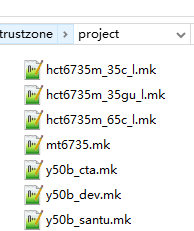 trustzone > project
hct6735m_35c_l.mk
hct6735m_35gu_l.mk
hct6735m_65c_l.mk
mt6735.mk
y50b_cta.mk
y50b_dev.mk
y50b_santu.mk